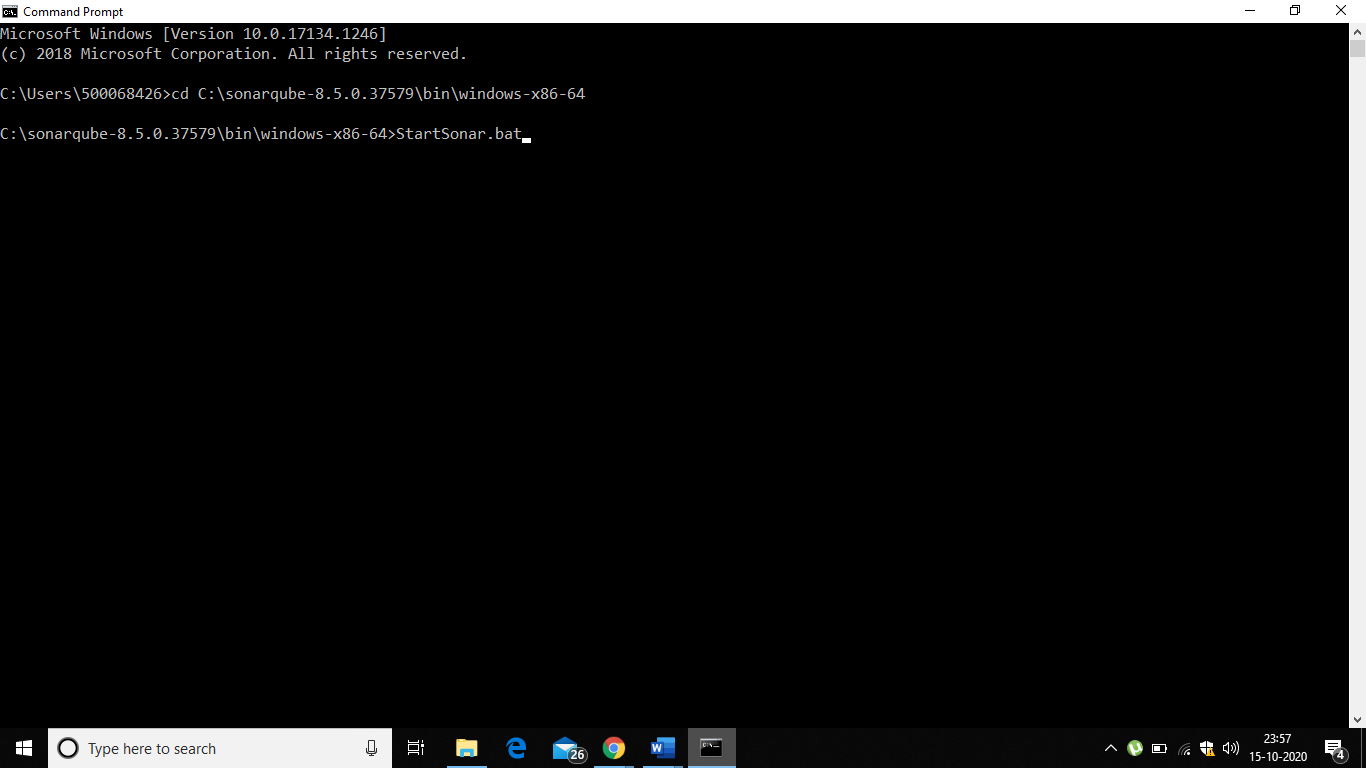 Command Prompt
Microsoft Windows [Version 10.0.17134.1246]
(c) 2018 Microsoft Corporation. All rights reserved.
C:\Users\500068426>cd C:\sonarqube-8.5.0.37579\bin\windows-x86-64
C:\sonarqube-8.5.0.37579\bin\windows-x86-64>StartSonar.bat
Type here to search
26
23:57
15-10-2020
4